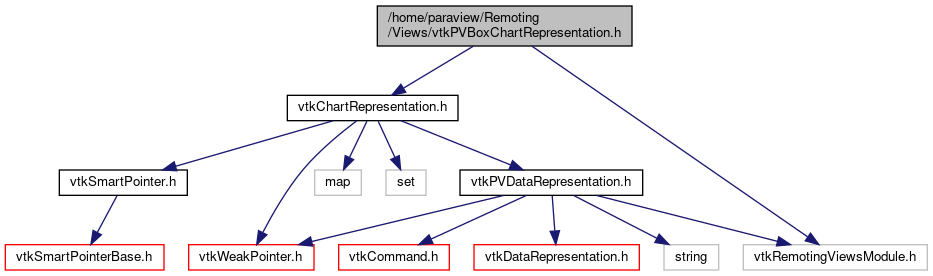 /home/paraview/Remoting
/Views/vtkPVBoxChartRepresentation.h
vtkChartRepresentation.h
vtkSmartPointer.h
map
set
vtkPVDataRepresentation.h
vtkSmartPointerBase.h
vtkWeakPointer.h
vtkCommand.h
vtkDataRepresentation.h
string
vtkRemotingViewsModule.h